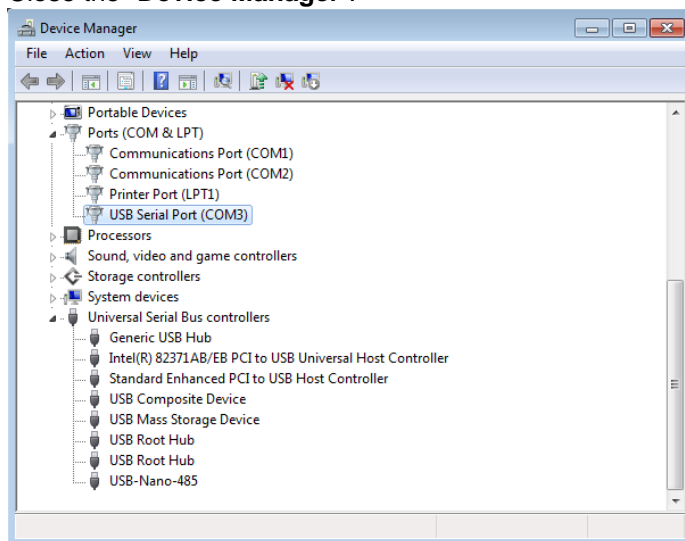 Close the "Device Manager".
Device Manager
File Action View Help
Portable Devices
Ports (COM & LPT)
Communications Port (COM1)
Communications Port (COM2)
Printer Port (LPT1)
USB Serial Port (COM3)
Processors
Sound, video and game controllers
Storage controllers
System devices
Universal Serial Bus controllers
Generic USB Hub
Intel(R) 82371AB/EB PCI to USB Universal Host Controller
Standard Enhanced PCI to USB Host Controller
USB Composite Device
USB Mass Storage Device
USB Root Hub
USB Root Hub
USB-Nano-485